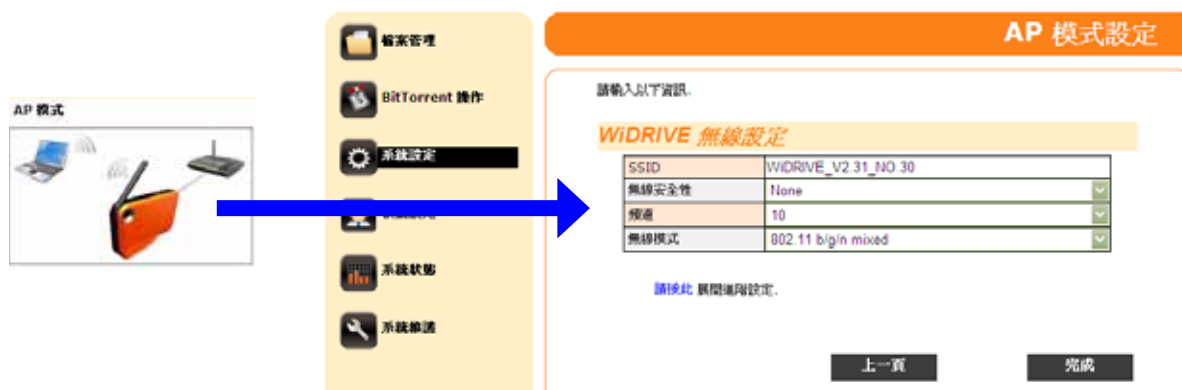 AP 模式
檔案管理
BitTorrent 操作
系統設定
系統狀態
系統維護
AP 模式設定
請輸入以下資訊.
WiDRIVE 無線設定
SSID WiDRIVE_V2.31_NO.30
無線安全性 None
頻道 10
無線模式 802.11 b/g/n mixed
請按此 展開進階設定.
上一頁 完成